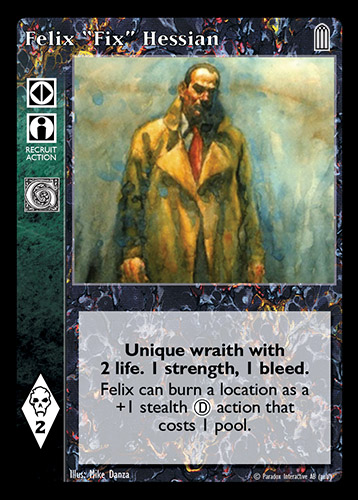 Felix "Fix" Hessian
RECRUIT
ACTION
Unique wraith with
2 life. 1 strength, 1 bleed.
Felix can burn a location as a
+1 stealth Ⓓ action that
costs 1 pool.
2
Illus: Mike Danza
© Paradox Interactive AB (publ)